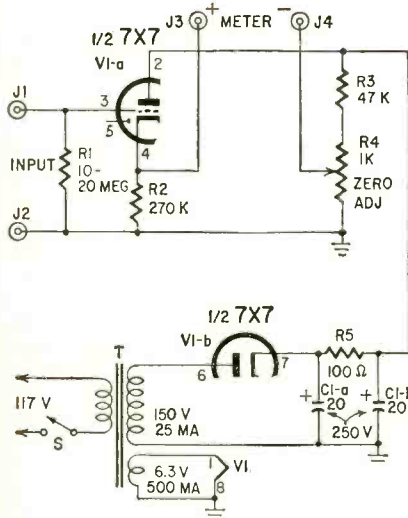 J3 + METER − J4
1/2 7X7
V1-a
2
J1
3
5
4
R3
47 K
R4
1K
ZERO
ADJ
INPUT
R1
10-
20 MEG
R2
270 K
J2
1/2 7X7
V1-b
T
6
7
R5
100 Ω
117 V
S
150 V
25 MA
+ C1-a
20
+ C1-b
20
250 V
6.3 V
500 MA
1
V1
8